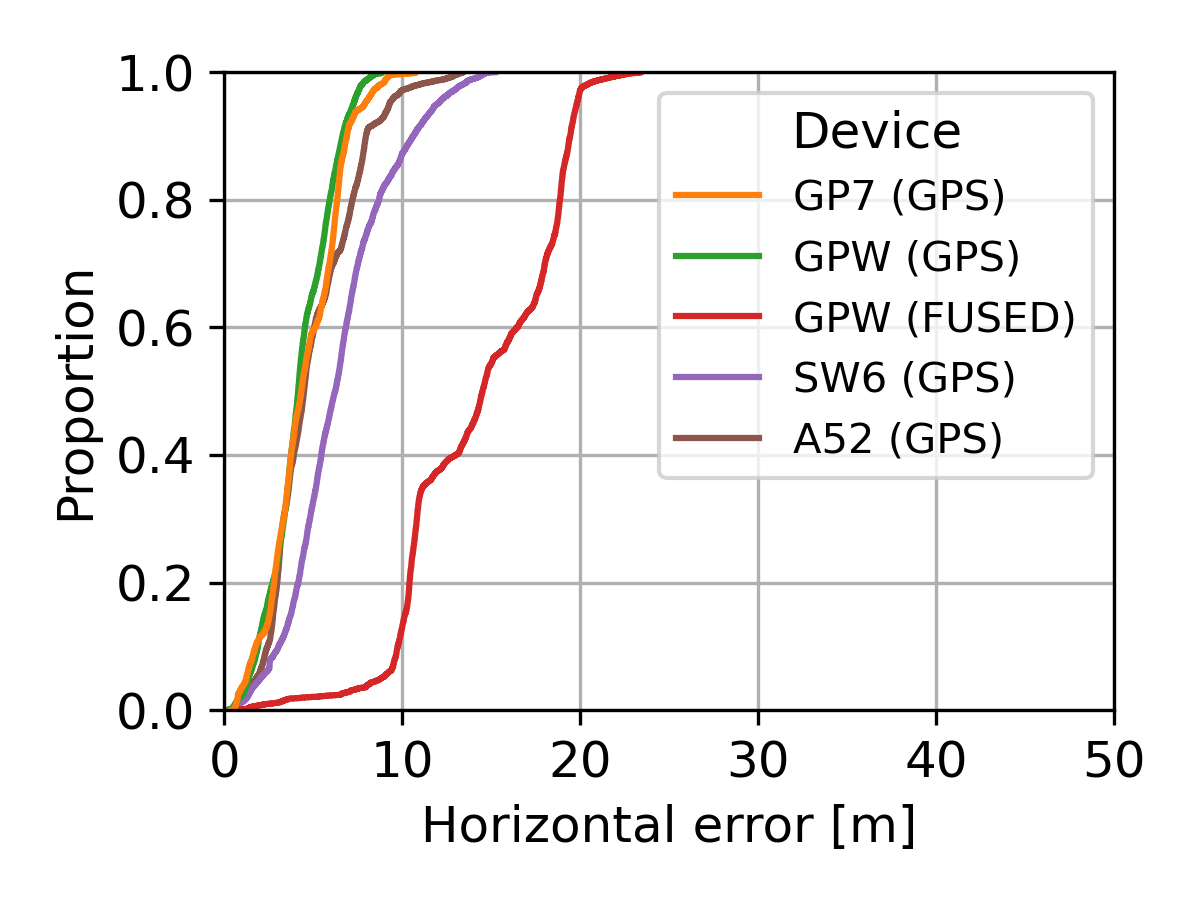 1.0
0.8
0.6
0.4
0.2
0.0
Proportion
0 10 20 30 40 50
Horizontal error [m]
Device
GP7 (GPS)
GPW (GPS)
GPW (FUSED)
SW6 (GPS)
A52 (GPS)